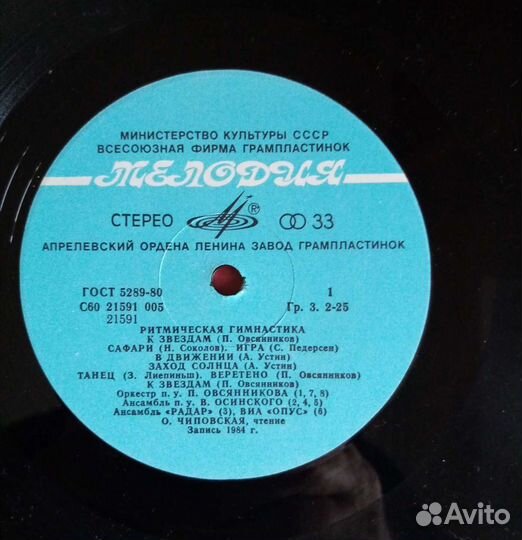 МИНИСТЕРСТВО КУЛЬТУРЫ СССР
ВСЕСОЮЗНАЯ ФИРМА ГРАМПЛАСТИНОК
МЕЛОДИЯ
СТЕРЕО ® 33
АПРЕЛЕВСКИЙ ОРДЕНА ЛЕНИНА ЗАВОД ГРАМПЛАСТИНОК
ГОСТ 5289-80 1
С60 21591 005 Гр. 3. 2-25
21591
РИТМИЧЕСКАЯ ГИМНАСТИКА
К ЗВЕЗДАМ (П. Овсянников)
САФАРИ (Н. Соколов). ИГРА (С. Педерсен)
В ДВИЖЕНИИ (А. Устин)
ЗАХОД СОЛНЦА (А. Устин)
ТАНЕЦ (З. Лиепиньш). ВЕРЕТЕНО (П. Овсянников)
К ЗВЕЗДАМ (П. Овсянников)
Оркестр п. у. П. ОВСЯННИКОВА (1, 7, 8)
Ансамбль п. у. В. ОСИНСКОГО (2, 4, 5)
Ансамбль «РАДАР» (3), ВИА «ОПУС» (6)
О. ЧИПОВСКАЯ, чтение
Запись 1984 г.
Avito